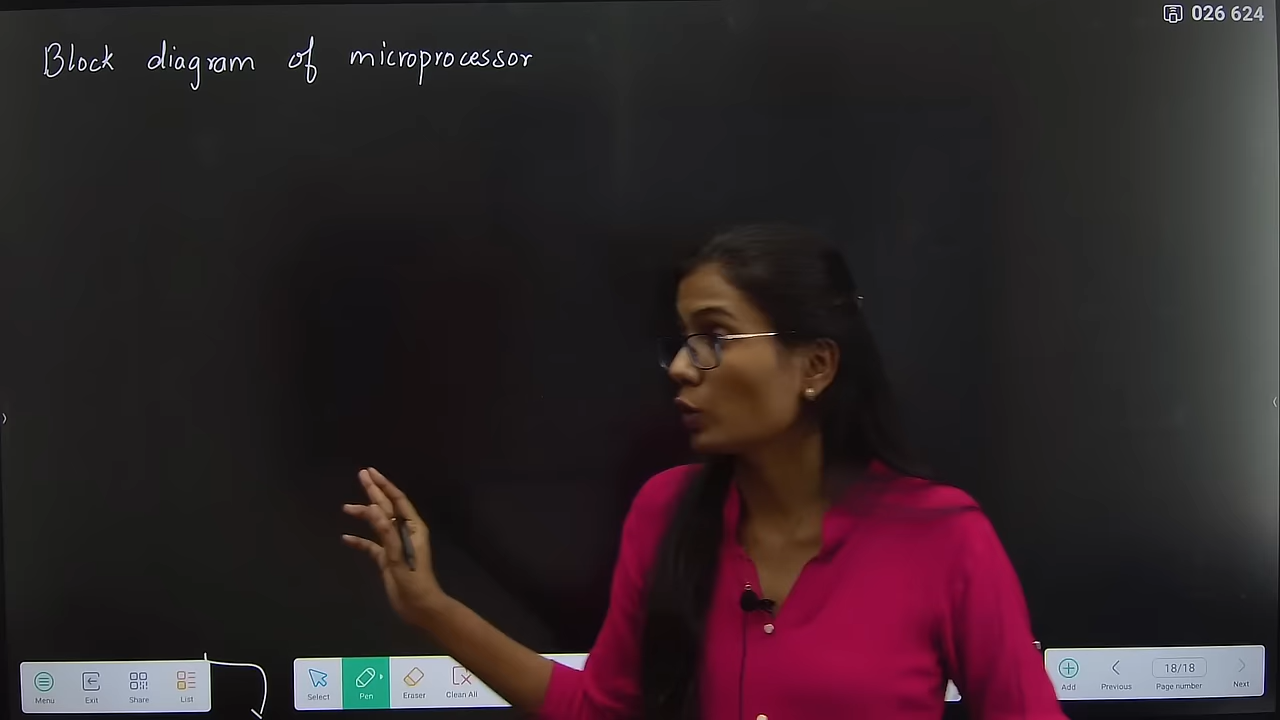 026 624
Block diagram of microprocessor
Menu Exit Share List
Select Pen Eraser Clean All
Add Previous 18/18 Page number Next